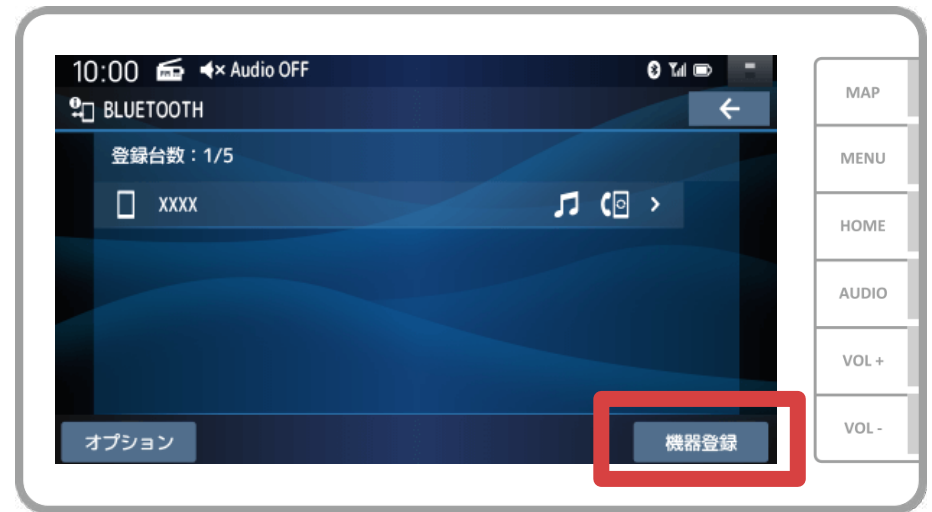 10:00 Audio OFF
BLUETOOTH
登録台数：1/5
XXXX
オプション
機器登録
MAP
MENU
HOME
AUDIO
VOL +
VOL -